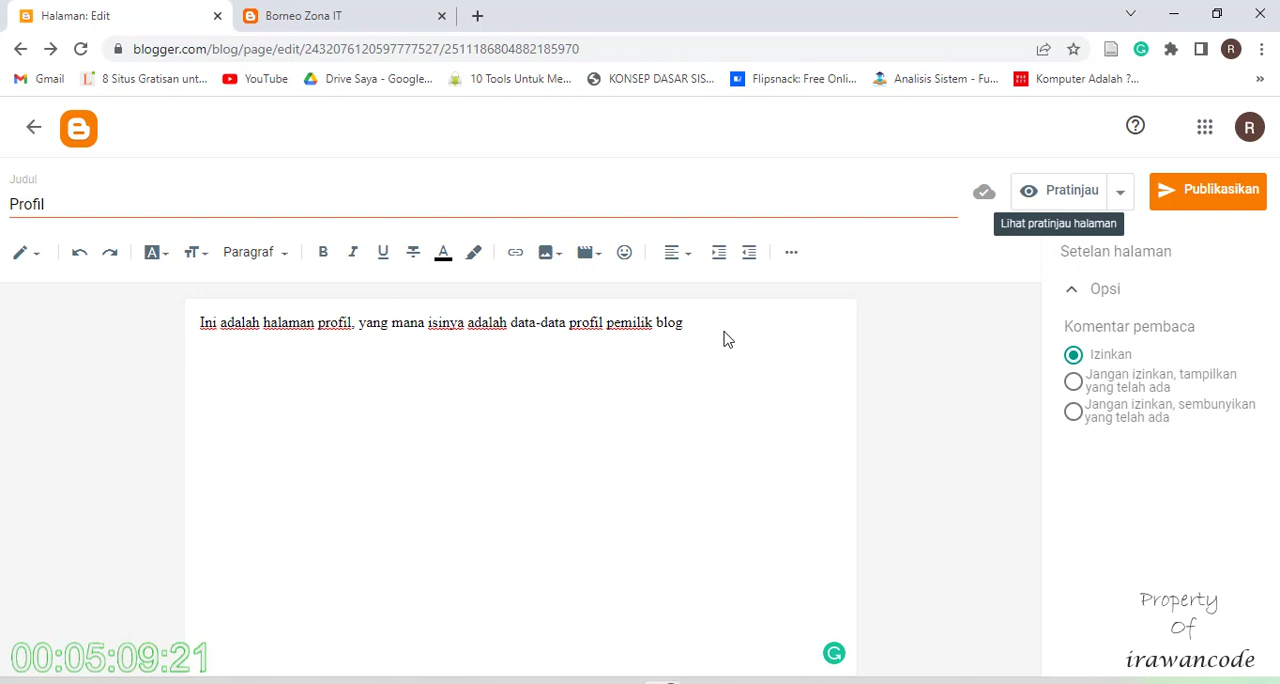 Halaman: Edit
Borneo Zona IT
blogger.com/blog/page/edit/2432076120597777527/2511186804882185970
R
Gmail
8 Situs Gratisan unt...
YouTube
Drive Saya - Google...
10 Tools Untuk Me...
KONSEP DASAR SIS...
Flipsnack: Free Onli...
Analisis Sistem - Fu...
Komputer Adalah ?...
»
R
Judul
Profil
Pratinjau
Publikasikan
Lihat pratinjau halaman
Paragraf
B I U
Setelan halaman
Opsi
Ini adalah halaman profil, yang mana isinya adalah data-data profil pemilik blog
Komentar pembaca
Izinkan
Jangan izinkan, tampilkan
yang telah ada
Jangan izinkan, sembunyikan
yang telah ada
Property
Of
irawancode
00:05:09:21